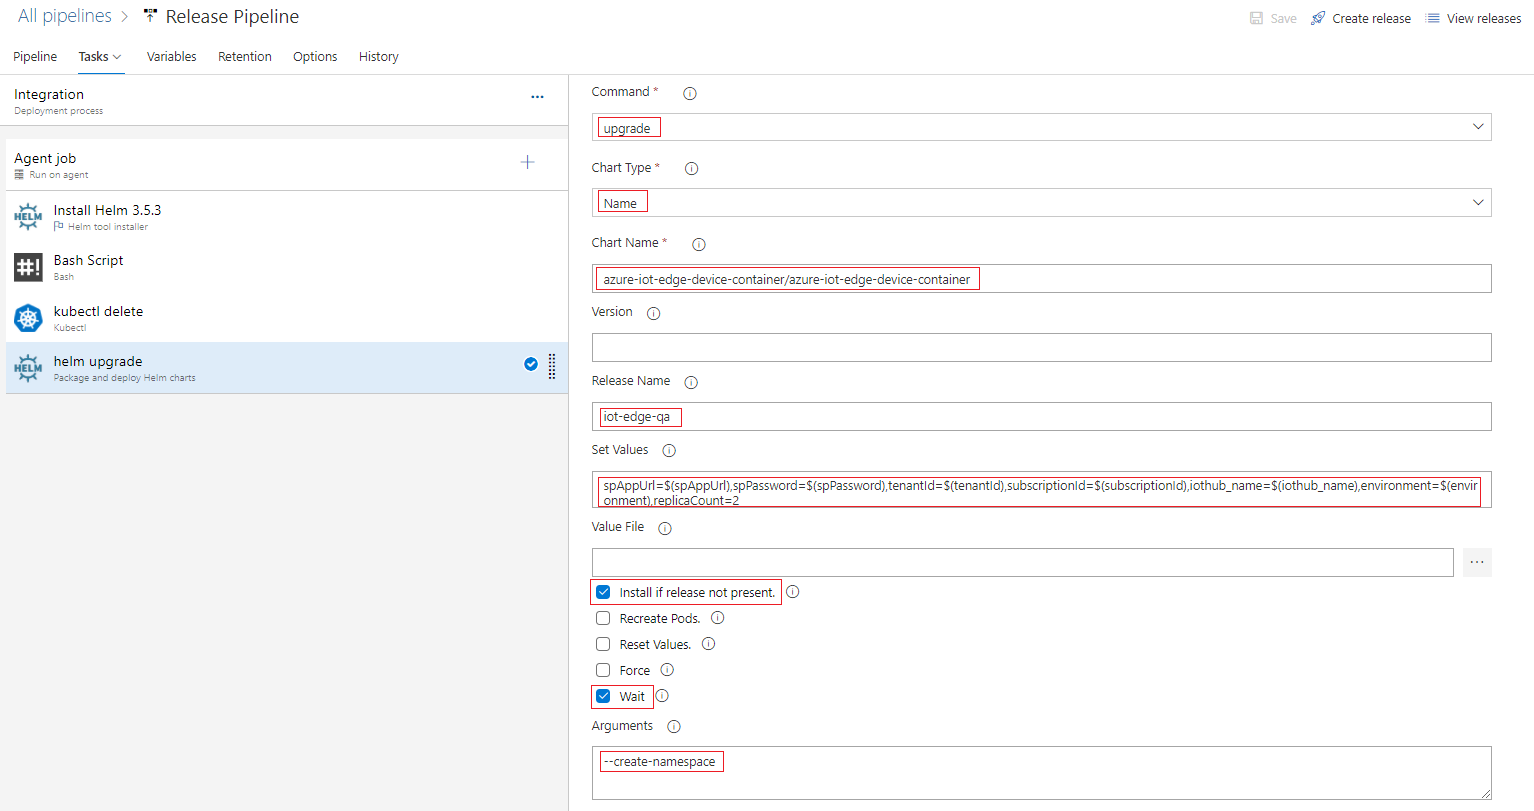 All pipelines > Release Pipeline
Save Create release View releases
Pipeline Tasks Variables Retention Options History
Integration
Deployment process
Agent job
Run on agent
HELM Install Helm 3.5.3
Helm tool installer
#! Bash Script
Bash
kubectl delete
Kubectl
HELM helm upgrade
Package and deploy Helm charts
Command *
upgrade
Chart Type *
Name
Chart Name *
azure-iot-edge-device-container/azure-iot-edge-device-container
Version
Release Name
iot-edge-qa
Set Values
spAppUrl=$(spAppUrl),spPassword=$(spPassword),tenantId=$(tenantId),subscriptionId=$(subscriptionId),iothub_name=$(iothub_name),environment=$(envir
onment),replicaCount=2
Value File
...
Install if release not present.
Recreate Pods.
Reset Values.
Force
Wait
Arguments
--create-namespace